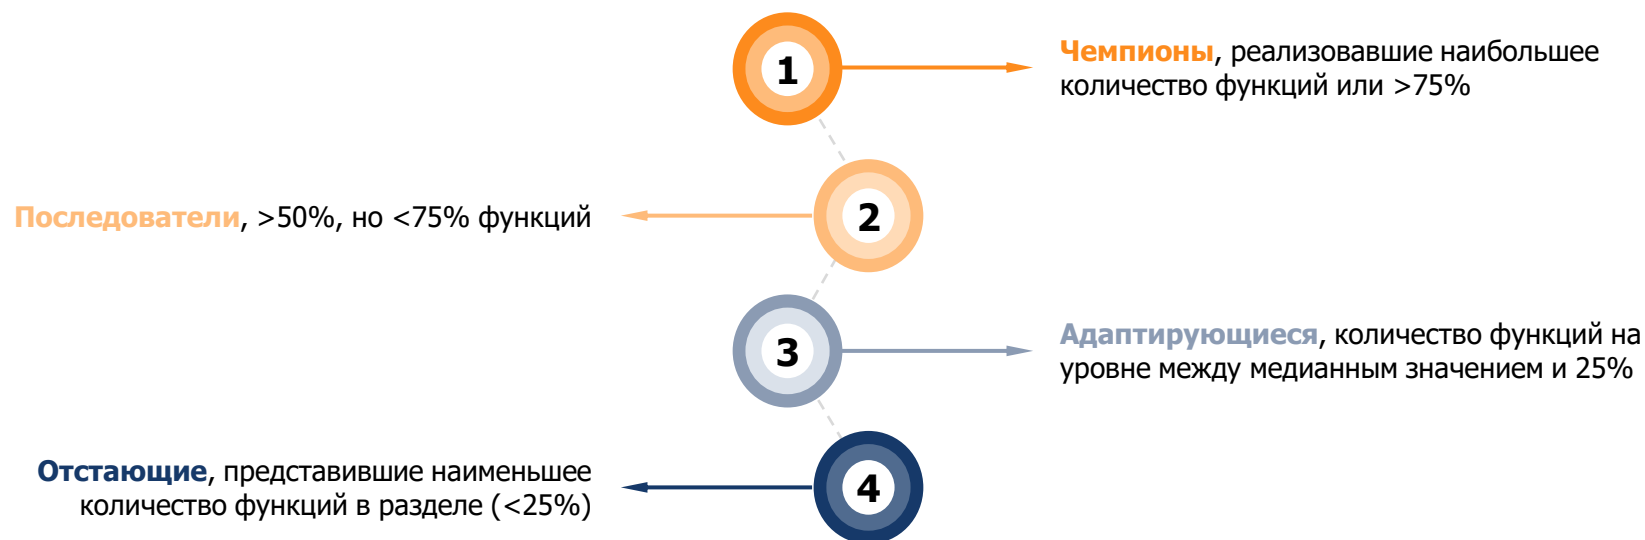 1
Чемпионы, реализовавшие наибольшее
количество функций или >75%
Последователи, >50%, но <75% функций
2
3
Адаптирующиеся, количество функций на
уровне между медианным значением и 25%
Отстающие, представившие наименьшее
количество функций в разделе (<25%)
4